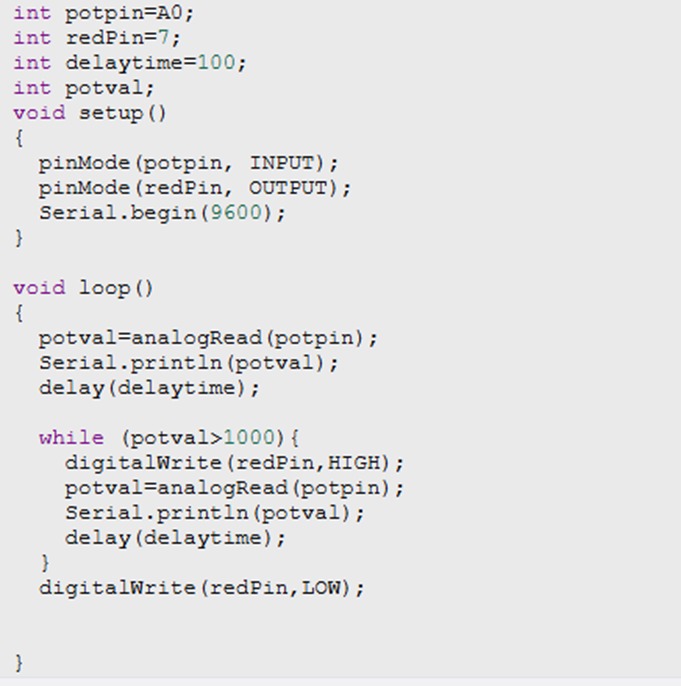 int potpin=A0;
int redPin=7;
int delaytime=100;
int potval;
void setup()
{
  pinMode(potpin, INPUT);
  pinMode(redPin, OUTPUT);
  Serial.begin(9600);
}

void loop()
{
  potval=analogRead(potpin);
  Serial.println(potval);
  delay(delaytime);

  while (potval>1000){
    digitalWrite(redPin,HIGH);
    potval=analogRead(potpin);
    Serial.println(potval);
    delay(delaytime);
  }
  digitalWrite(redPin,LOW);


}